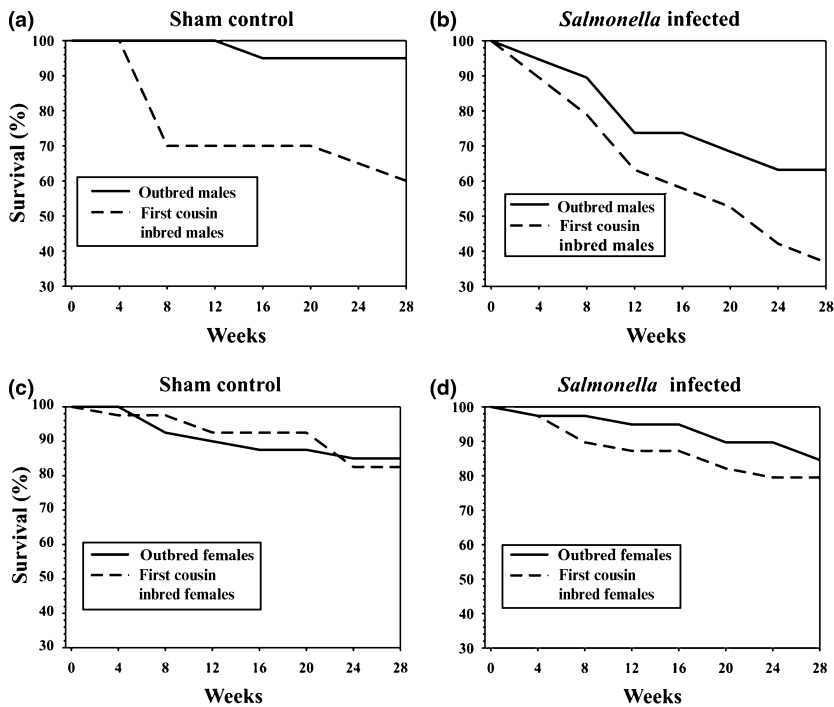 (a) Sham control
Survival (%)
100
90
80
70
60
50
40
30
Outbred males
First cousin
inbred males
0 4 8 12 16 20 24 28
Weeks
(b) Salmonella infected
100
90
80
70
60
50
40
30
Outbred males
First cousin
inbred males
0 4 8 12 16 20 24 28
Weeks
(c) Sham control
Survival (%)
100
90
80
70
60
50
40
30
Outbred females
First cousin
inbred females
0 4 8 12 16 20 24 28
Weeks
(d) Salmonella infected
100
90
80
70
60
50
40
30
Outbred females
First cousin
inbred females
0 4 8 12 16 20 24 28
Weeks